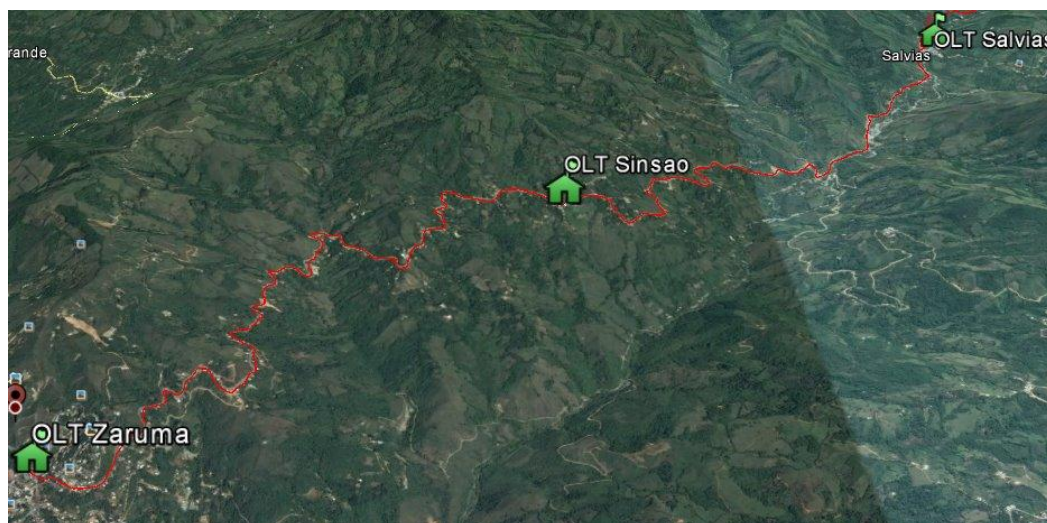 rande
OLT Salvias
Salvias
OLT Sinsao
OLT Zaruma